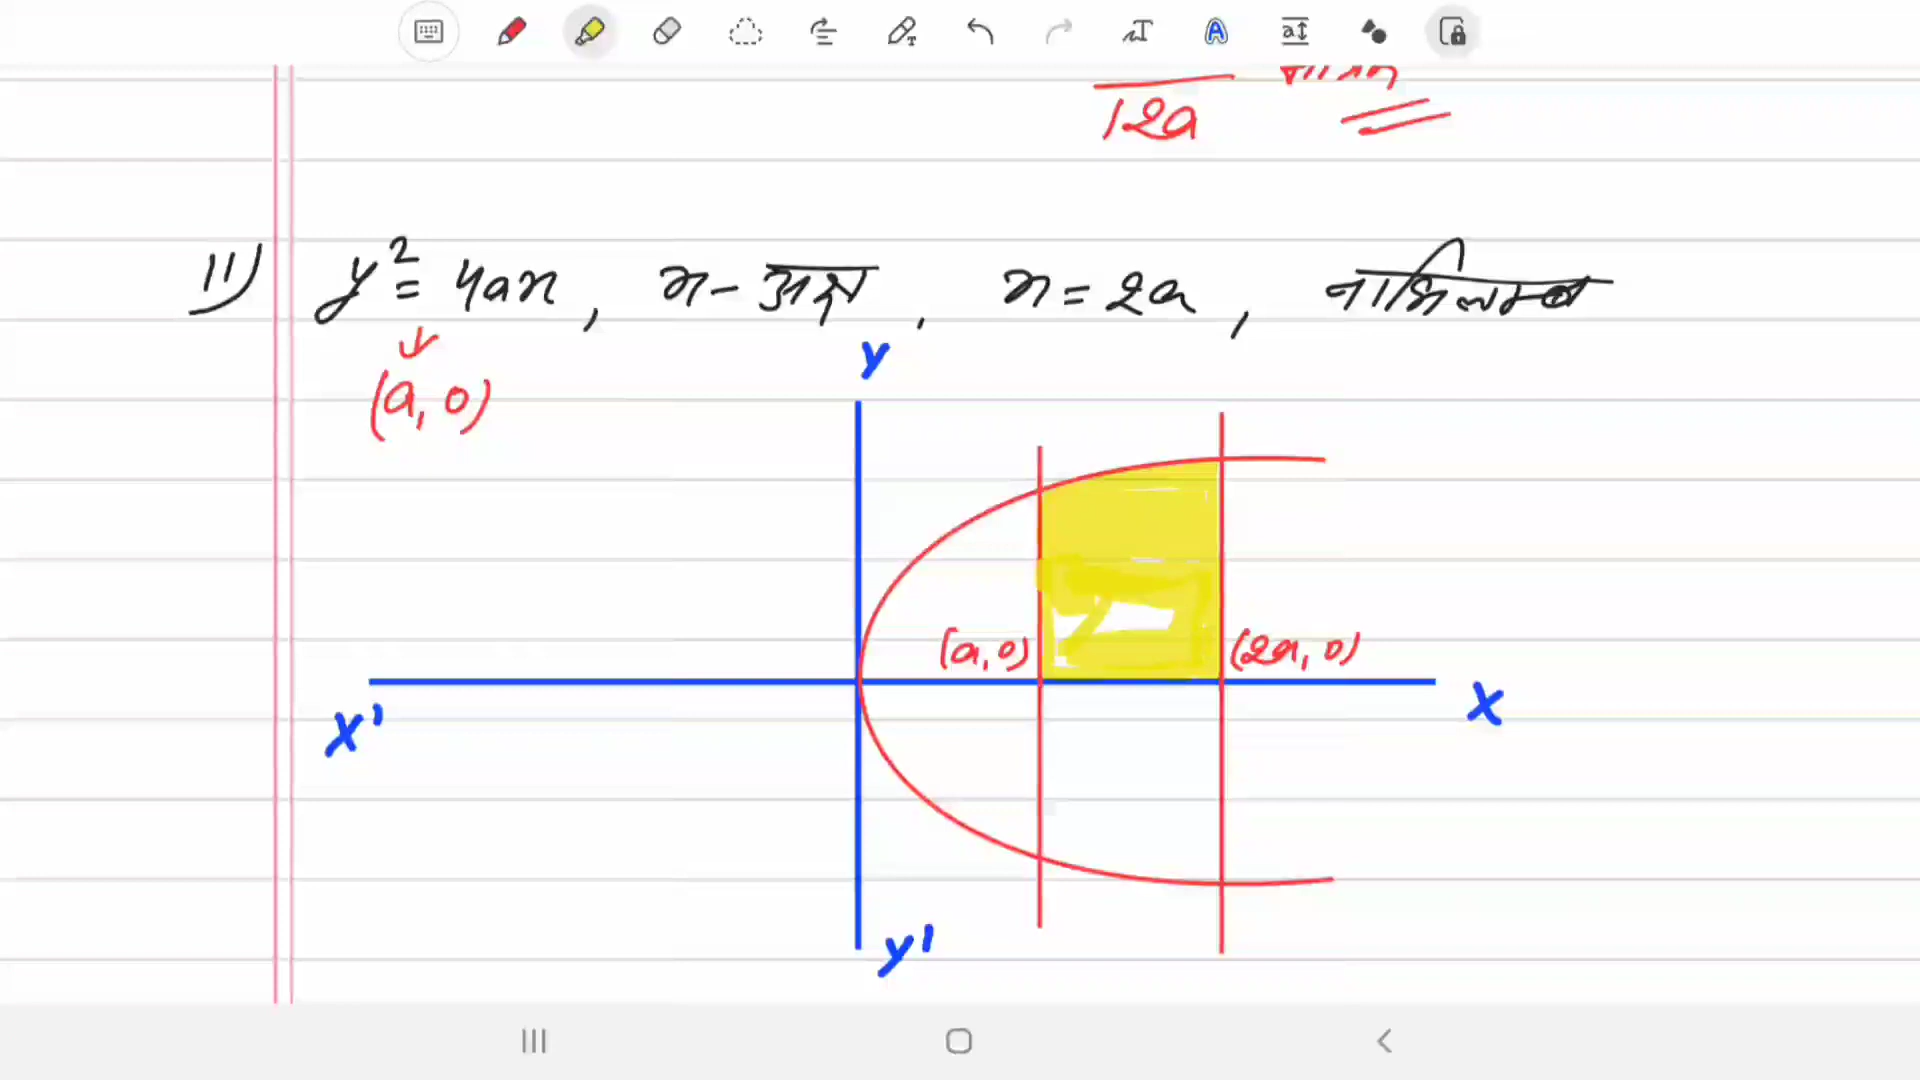 12a
11) y² = 4ax, x-अक्ष, x = 2a, नाभिलम्ब
↓
(a, 0)
y
(a, 0) (2a, 0)
X' X
y'